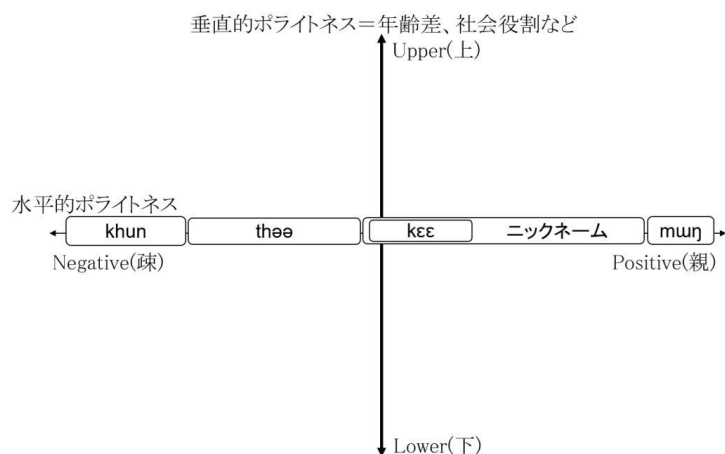 垂直的ポライトネス＝年齢差、社会役割など
Upper(上)
水平的ポライトネス
khun thəə kɛɛ ニックネーム mɯŋ
Negative(疎) Positive(親)
Lower(下)